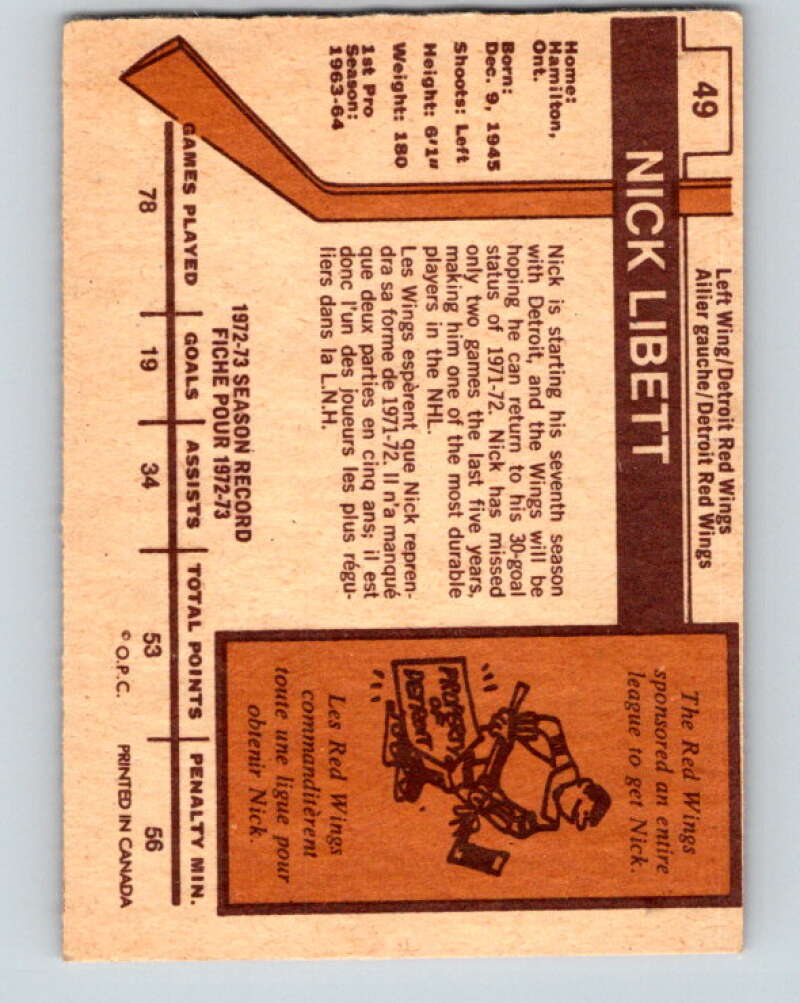 49
Left Wing/Detroit Red Wings
Ailier gauche/Detroit Red Wings
NICK LIBETT
Home:
Hamilton,
Ont.
Born:
Dec. 9, 1945
Shoots: Left
Height: 6'1"
Weight: 180
1st Pro
Season:
1963-64
Nick is starting his seventh season
with Detroit, and the Wings will be
hoping he can return to his 30-goal
status of 1971-72. Nick has missed
only two games the last five years,
making him one of the most durable
players in the NHL.
Les Wings espèrent que Nick repren-
dra sa forme de 1971-72. Il n'a manqué
que deux parties en cinq ans; il est
donc l'un des joueurs les plus régu-
liers dans la L.N.H.
The Red Wings
sponsored an entire
league to get Nick.
PROPERTY
OF
DETROIT
Les Red Wings
commanditèrent
toute une ligue pour
obtenir Nick.
1972-73 SEASON RECORD
FICHE POUR 1972-73
GAMES PLAYED GOALS ASSISTS TOTAL POINTS PENALTY MIN.
78 19 34 53 56
© O.P.C. PRINTED IN CANADA